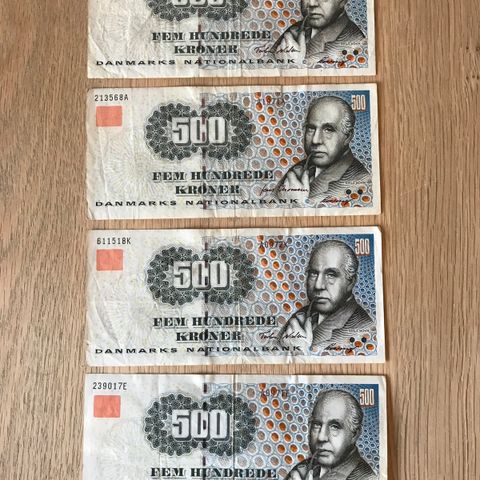 500
FEM HUNDREDE
KRONER
DANMARKS NATIONALBANK
213568A
500
500
FEM HUNDREDE
KRONER
DANMARKS NATIONALBANK
611518K
500
500
FEM HUNDREDE
KRONER
DANMARKS NATIONALBANK
239017E
500
500
FEM HUNDREDE